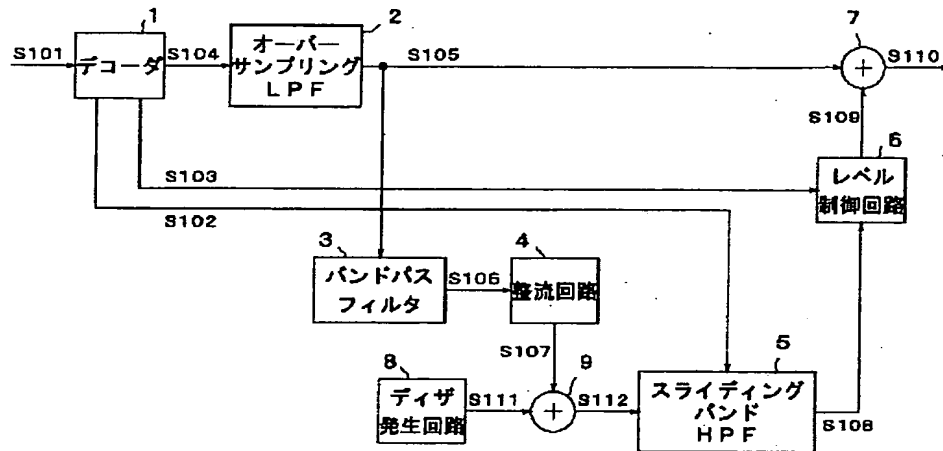 1
2
7
S101
デコーダ
S104
オーバー
サンプリング
LPF
S105
S110
S109
6
レベル
制御回路
S103
S102
3
バンドパス
フィルタ
S106
4
整流回路
S107
8
ディザ
発生回路
S111
9
S112
5
スライディング
バンド
HPF
S108